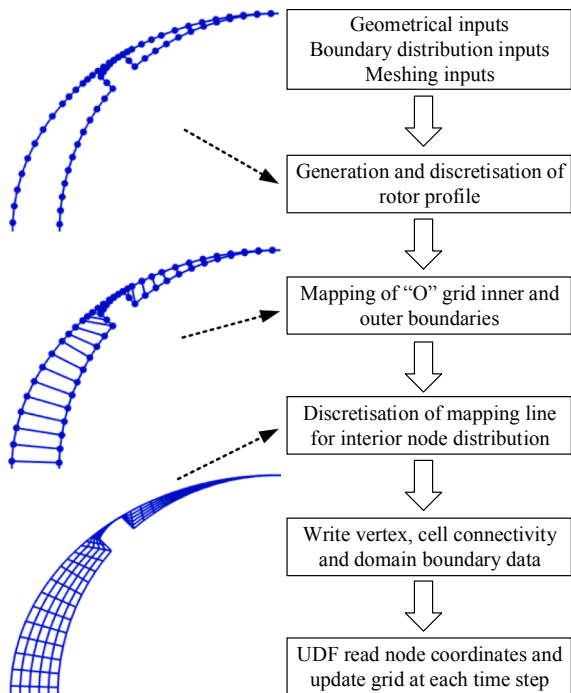 Geometrical inputs
Boundary distribution inputs
Meshing inputs
Generation and discretisation of
rotor profile
Mapping of “O” grid inner and
outer boundaries
Discretisation of mapping line
for interior node distribution
Write vertex, cell connectivity
and domain boundary data
UDF read node coordinates and
update grid at each time step